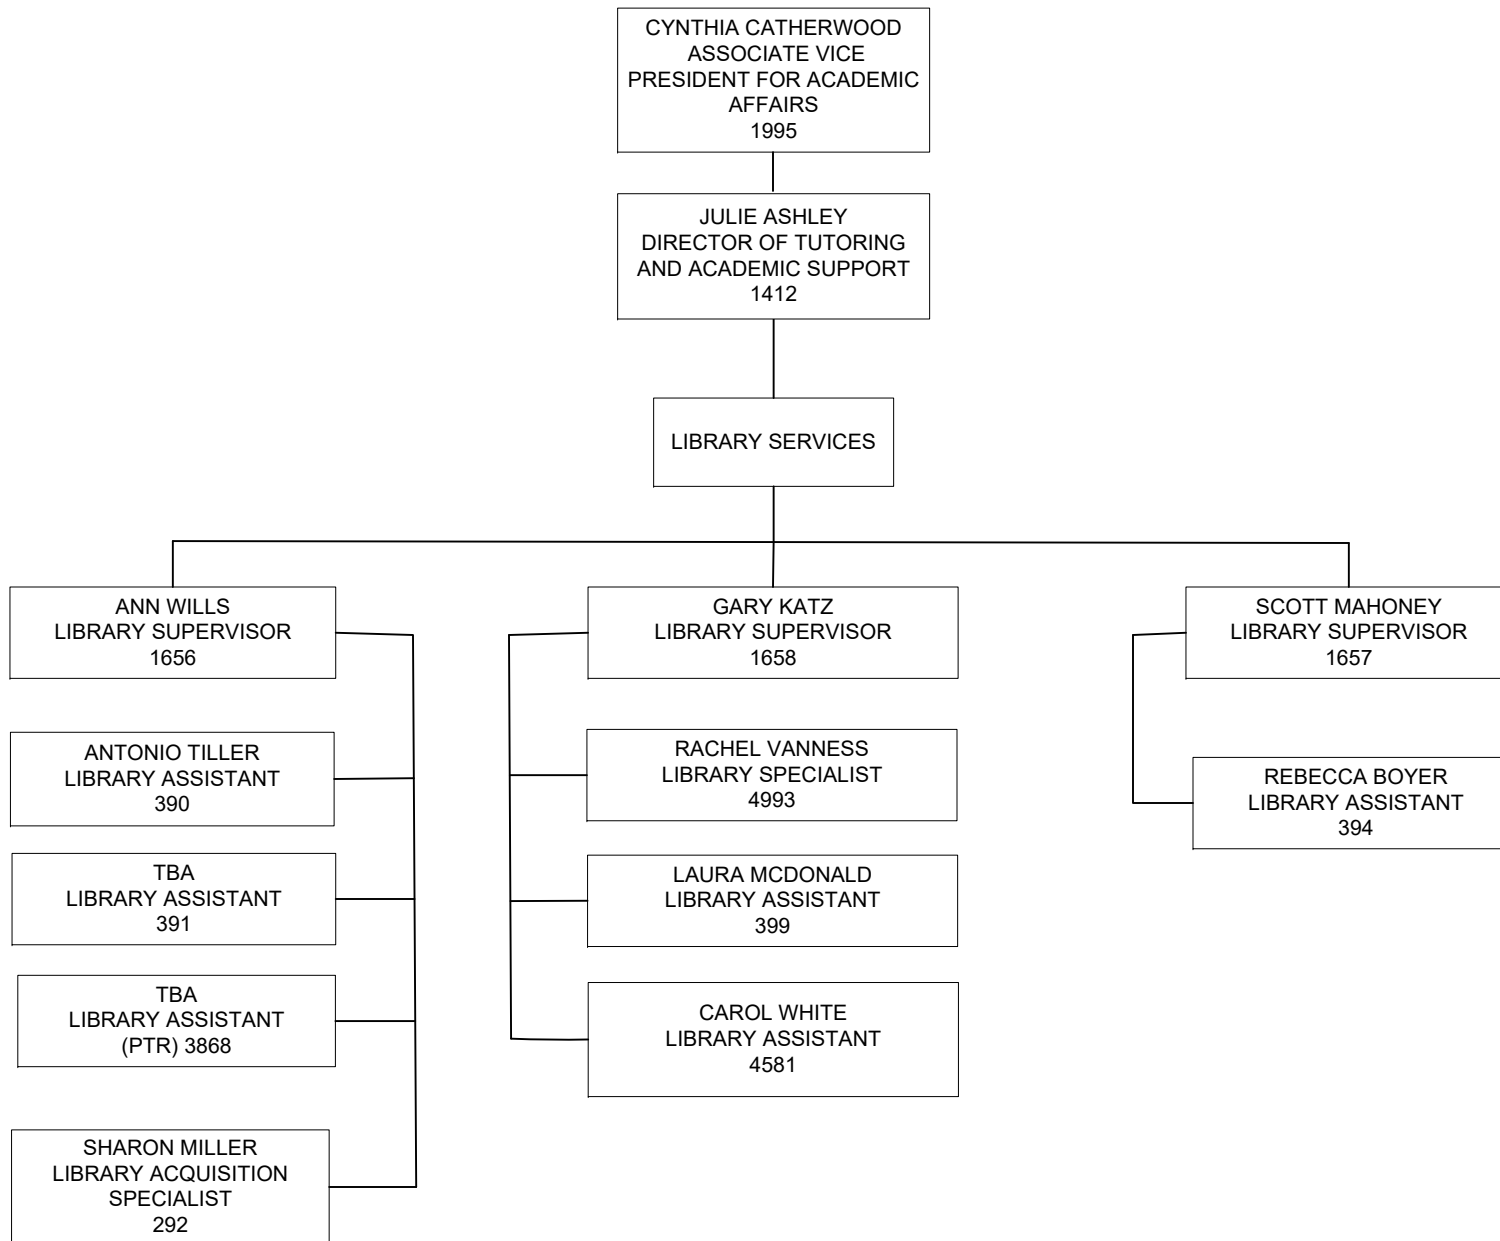 CYNTHIA CATHERWOOD
ASSOCIATE VICE
PRESIDENT FOR ACADEMIC
AFFAIRS
1995
JULIE ASHLEY
DIRECTOR OF TUTORING
AND ACADEMIC SUPPORT
1412
LIBRARY SERVICES
ANN WILLS
LIBRARY SUPERVISOR
1656
ANTONIO TILLER
LIBRARY ASSISTANT
390
TBA
LIBRARY ASSISTANT
391
TBA
LIBRARY ASSISTANT
(PTR) 3868
SHARON MILLER
LIBRARY ACQUISITION
SPECIALIST
292
GARY KATZ
LIBRARY SUPERVISOR
1658
RACHEL VANNESS
LIBRARY SPECIALIST
4993
LAURA MCDONALD
LIBRARY ASSISTANT
399
CAROL WHITE
LIBRARY ASSISTANT
4581
SCOTT MAHONEY
LIBRARY SUPERVISOR
1657
REBECCA BOYER
LIBRARY ASSISTANT
394